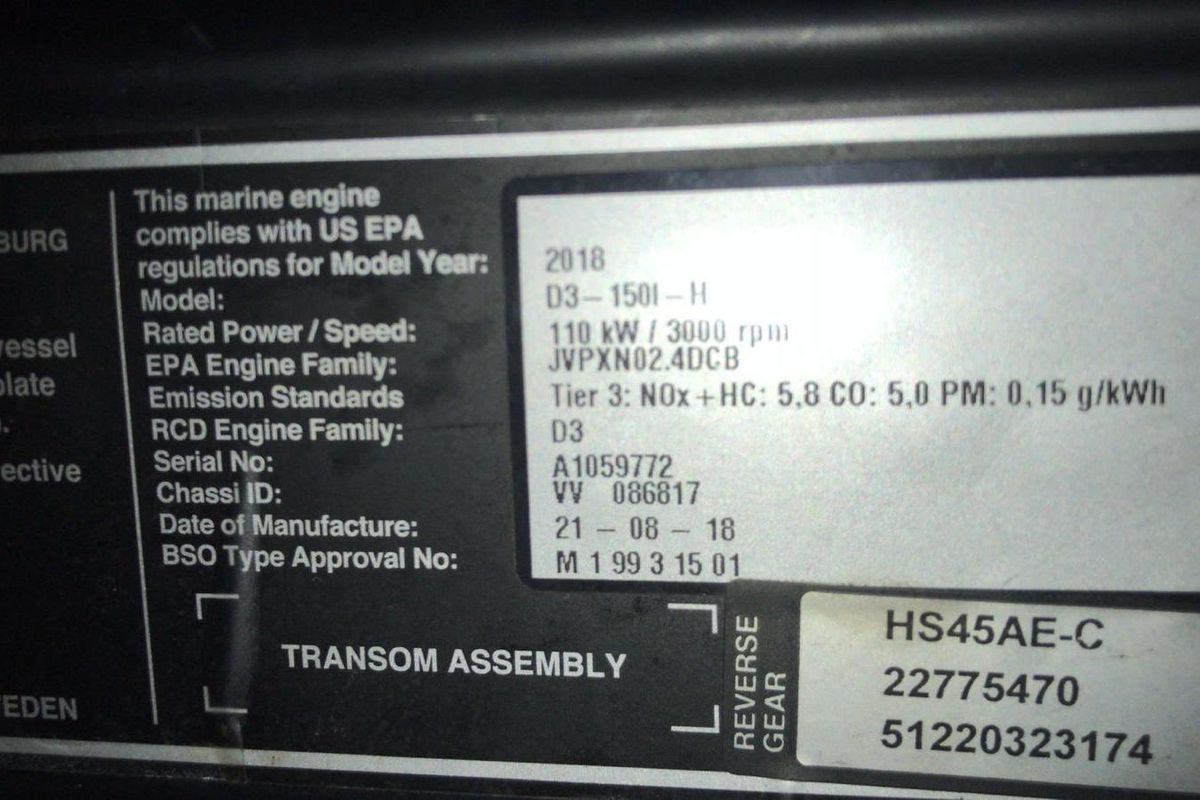 BURG
vessel
plate
ective
EDEN
This marine engine
complies with US EPA
regulations for Model Year: 2018
Model: D3-150I-H
Rated Power / Speed: 110 kW / 3000 rpm
EPA Engine Family: JVPXN02.4DCB
Emission Standards Tier 3: NOx+HC: 5,8 CO: 5,0 PM: 0,15 g/kWh
RCD Engine Family: D3
Serial No: A1059772
Chassi ID: VV 086817
Date of Manufacture: 21 - 08 - 18
BSO Type Approval No: M 1 99 3 15 01
TRANSOM ASSEMBLY
REVERSE
GEAR
HS45AE-C
22775470
51220323174